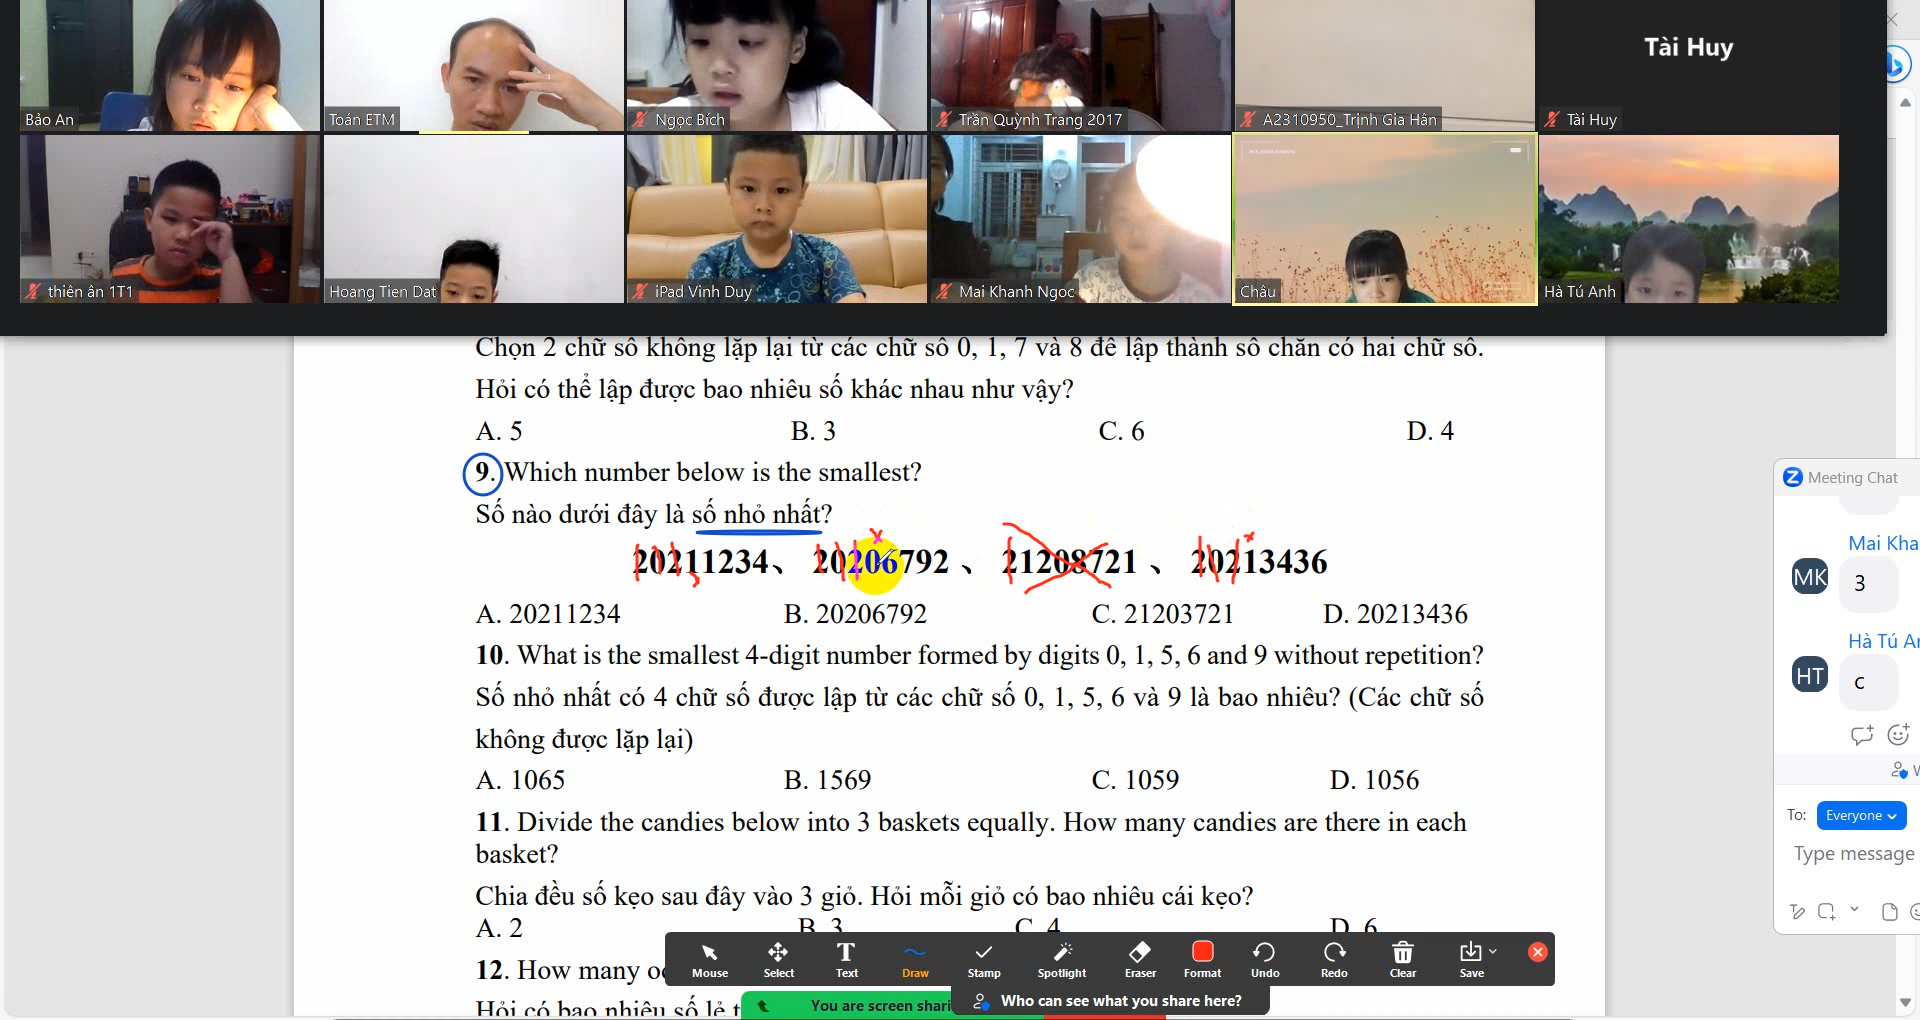 Tài Huy
Bảo An
Toán ETM
Ngọc Bích
Trần Quỳnh Trang 2017
A2310950_Trịnh Gia Hân
Tài Huy
thiên ân 1T1
Hoang Tien Dat
iPad Vinh Duy
Mai Khanh Ngoc
Châu
Hà Tú Anh
Chọn 2 chữ số không lặp lại từ các chữ số 0, 1, 7 và 8 để lập thành số chẵn có hai chữ số.
Hỏi có thể lập được bao nhiêu số khác nhau như vậy?
A. 5 B. 3 C. 6 D. 4
9. Which number below is the smallest?
Số nào dưới đây là số nhỏ nhất?
20211234、 20206792 、 21208721 、 20213436
A. 20211234 B. 20206792 C. 21203721 D. 20213436
10. What is the smallest 4-digit number formed by digits 0, 1, 5, 6 and 9 without repetition?
Số nhỏ nhất có 4 chữ số được lập từ các chữ số 0, 1, 5, 6 và 9 là bao nhiêu? (Các chữ số
không được lặp lại)
A. 1065 B. 1569 C. 1059 D. 1056
11. Divide the candies below into 3 baskets equally. How many candies are there in each
basket?
Chia đều số kẹo sau đây vào 3 giỏ. Hỏi mỗi giỏ có bao nhiêu cái kẹo?
A. 2 B. 3 C. 4 D. 6
12. How many
Hỏi có bao nhiêu số lẻ
Mouse Select Text Draw Stamp Spotlight Eraser Format Undo Redo Clear Save
You are screen shari
Who can see what you share here?
Meeting Chat
Mai Kha
MK
3
Hà Tú A
HT
c
To: Everyone
Type message